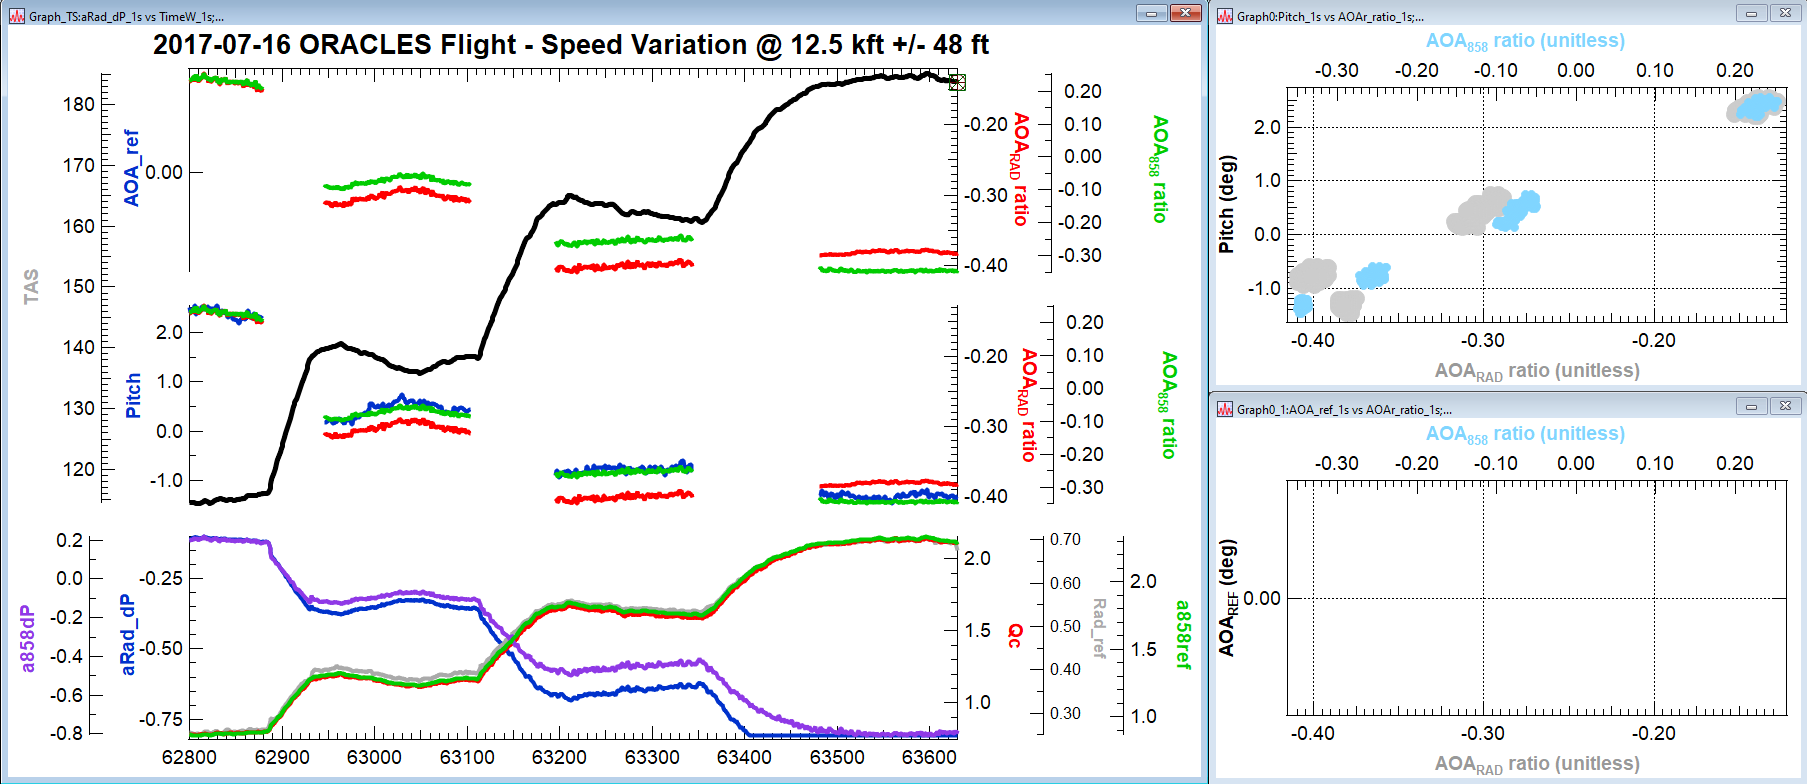 Graph_TS:aRad_dP_1s vs TimeW_1s;...
2017-07-16 ORACLES Flight - Speed Variation @ 12.5 kft +/- 48 ft
TAS
180
170
160
150
140
130
120
AOA_ref
0.00
-0.20
-0.30
-0.40
AOARAD ratio
0.20
0.10
0.00
-0.10
-0.20
-0.30
AOA858 ratio
Pitch
2.0
1.0
0.0
-1.0
-0.20
-0.30
-0.40
AOARAD ratio
0.20
0.10
0.00
-0.10
-0.20
-0.30
AOA858 ratio
a858dP
0.2
0.0
-0.2
-0.4
-0.6
-0.8
aRad_dP
-0.25
-0.50
-0.75
2.0
1.5
1.0
Qc
0.70
0.60
0.50
0.40
0.30
Rad_ref
2.0
1.5
1.0
a858ref
62800 62900 63000 63100 63200 63300 63400 63500 63600
Graph0:Pitch_1s vs AOAr_ratio_1s;...
AOA858 ratio (unitless)
-0.30 -0.20 -0.10 0.00 0.10 0.20
Pitch (deg)
2.0
1.0
0.0
-1.0
-0.40 -0.30 -0.20
AOARAD ratio (unitless)
Graph0_1:AOA_ref_1s vs AOAr_ratio_1s;...
AOA858 ratio (unitless)
-0.30 -0.20 -0.10 0.00 0.10 0.20
AOAREF (deg)
0.00
-0.40 -0.30 -0.20
AOARAD ratio (unitless)